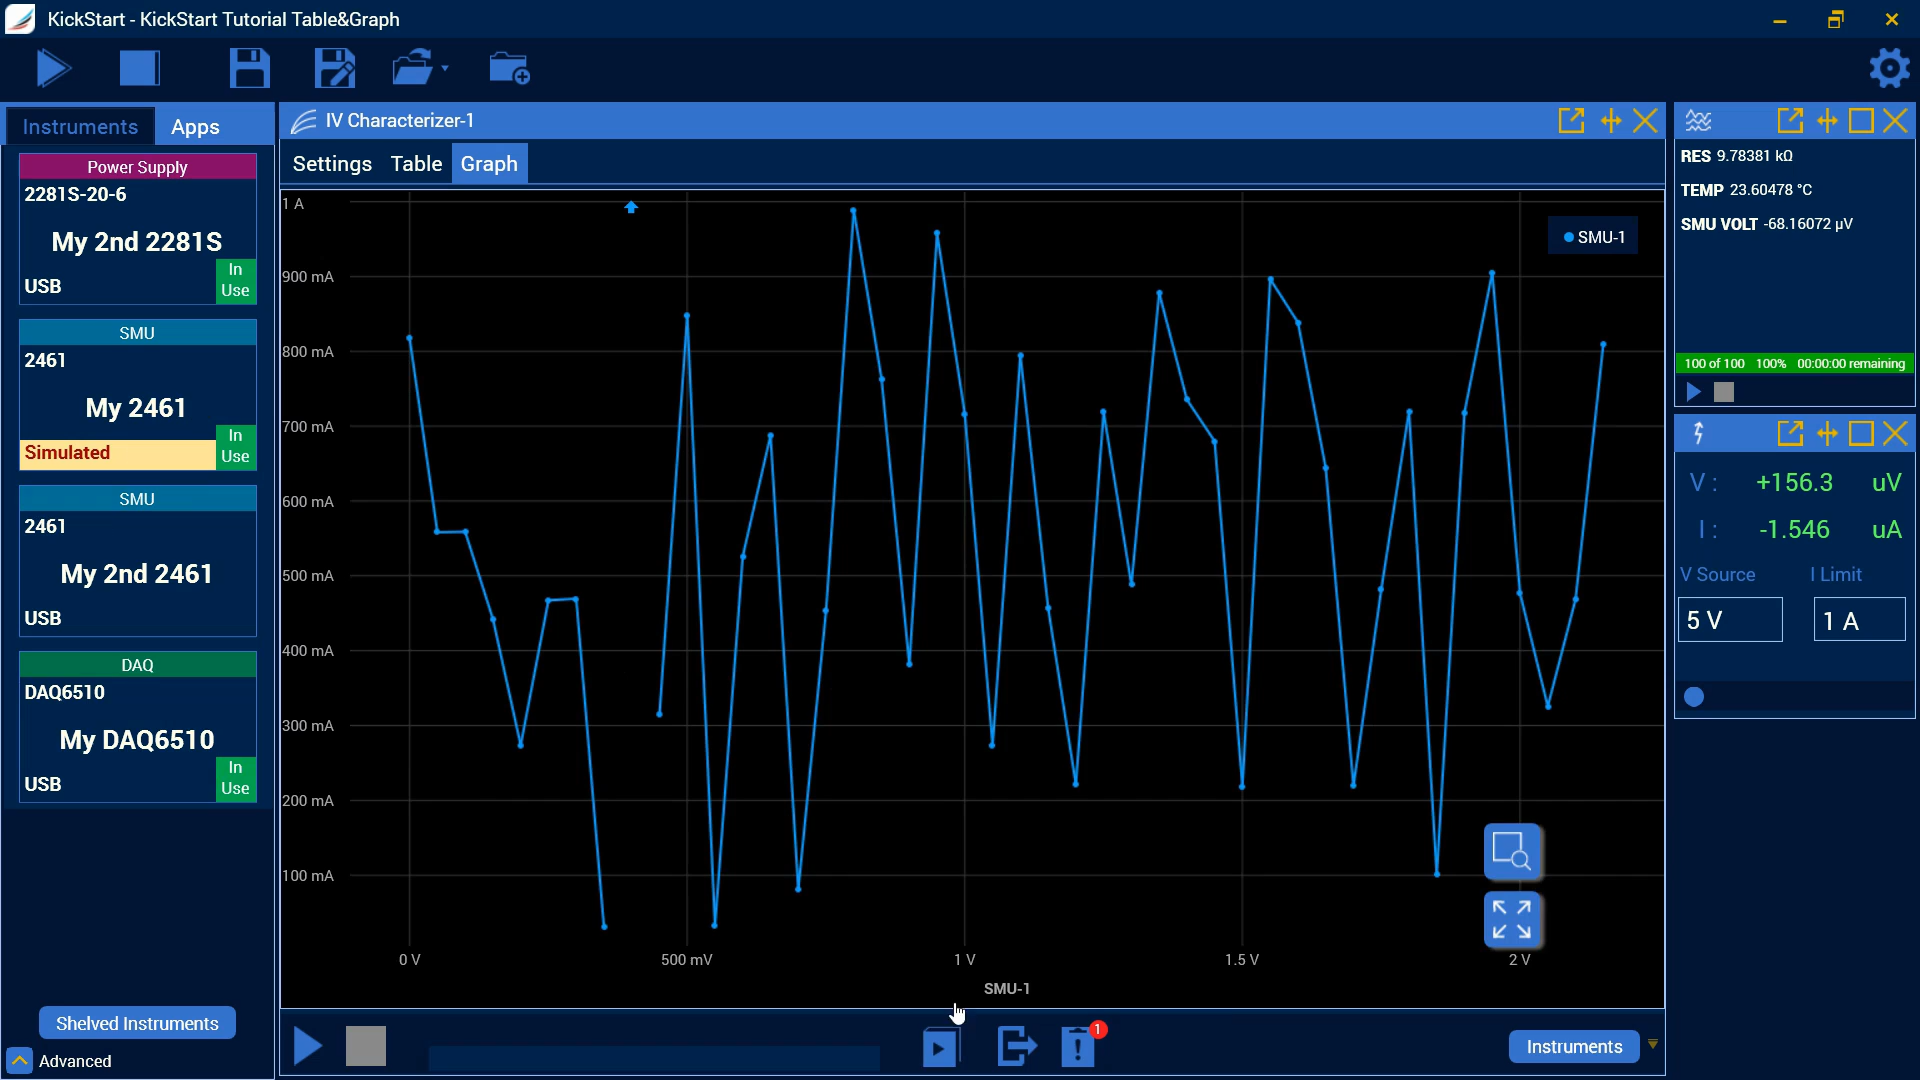 KickStart - KickStart Tutorial Table&Graph
Instruments Apps
Power Supply
2281S-20-6
My 2nd 2281S
USB
In
Use
SMU
2461
My 2461
Simulated
In
Use
SMU
2461
My 2nd 2461
USB
DAQ
DAQ6510
My DAQ6510
USB
In
Use
Shelved Instruments
Advanced
IV Characterizer-1
Settings Table Graph
1 A
900 mA
800 mA
700 mA
600 mA
500 mA
400 mA
300 mA
200 mA
100 mA
SMU-1
0 V 500 mV 1 V 1.5 V 2 V
SMU-1
1
Instruments
RES 9.78381 kΩ
TEMP 23.60478 °C
SMU VOLT -68.16072 µV
100 of 100 100% 00:00:00 remaining
V : +156.3 uV
I : -1.546 uA
V Source I Limit
5 V 1 A